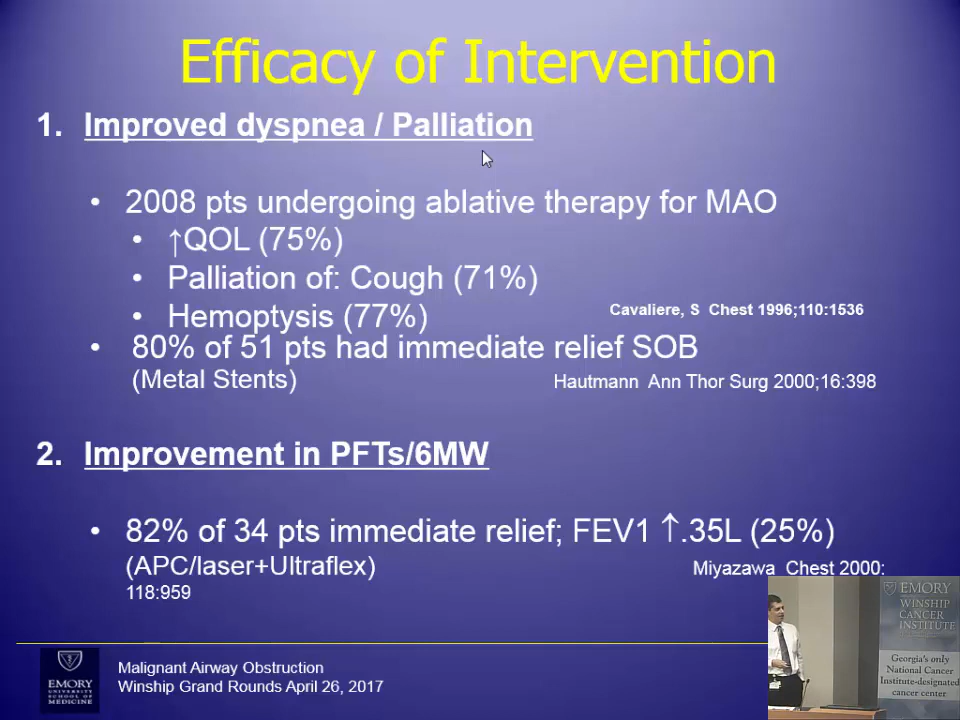 Efficacy of Intervention
1. Improved dyspnea / Palliation
• 2008 pts undergoing ablative therapy for MAO
• ↑QOL (75%)
• Palliation of: Cough (71%)
• Hemoptysis (77%)
Cavaliere, S Chest 1996;110:1536
• 80% of 51 pts had immediate relief SOB
(Metal Stents)
Hautmann Ann Thor Surg 2000;16:398
2. Improvement in PFTs/6MW
• 82% of 34 pts immediate relief; FEV1 ↑.35L (25%)
(APC/laser+Ultraflex)
Miyazawa Chest 2000:
118:959
EMORY
WINSHIP
CANCER
INSTITUTE
Georgia's only
National Cancer
Institute-designated
cancer center
EMORY
UNIVERSITY
SCHOOL OF
MEDICINE
Malignant Airway Obstruction
Winship Grand Rounds April 26, 2017